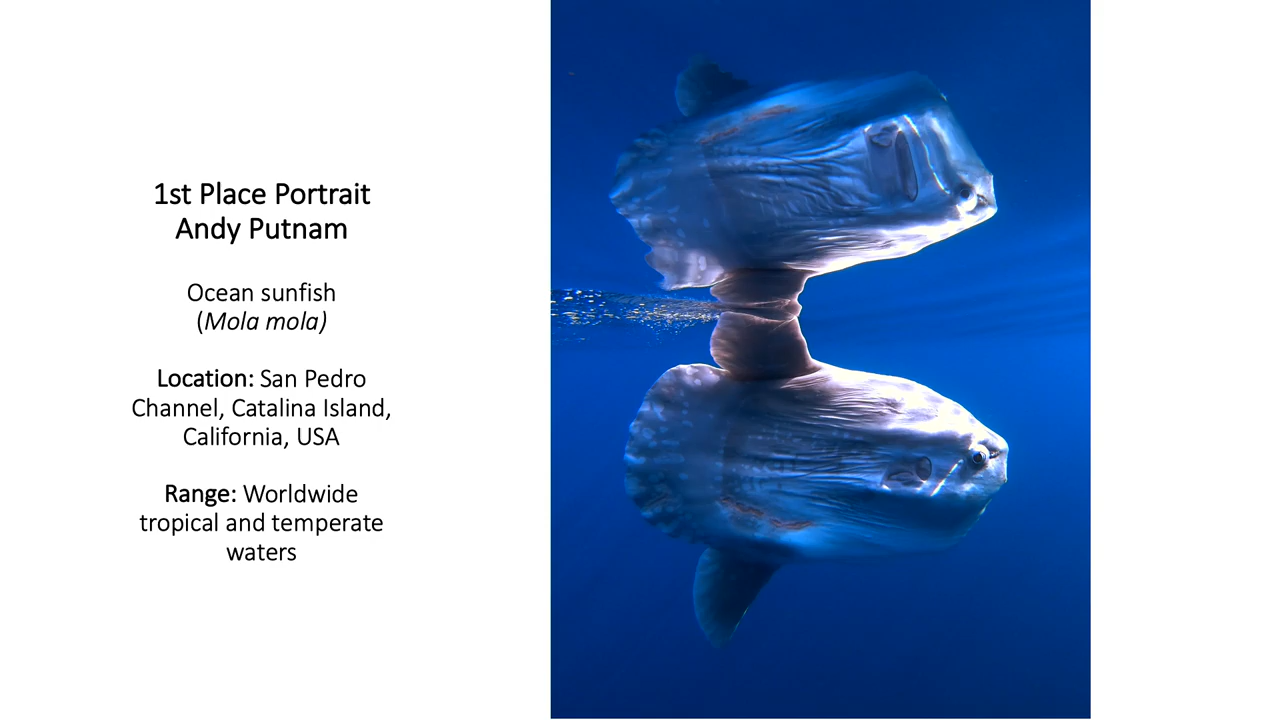 1st Place Portrait
Andy Putnam
Ocean sunfish
(Mola mola)
Location: San Pedro
Channel, Catalina Island,
California, USA
Range: Worldwide
tropical and temperate
waters